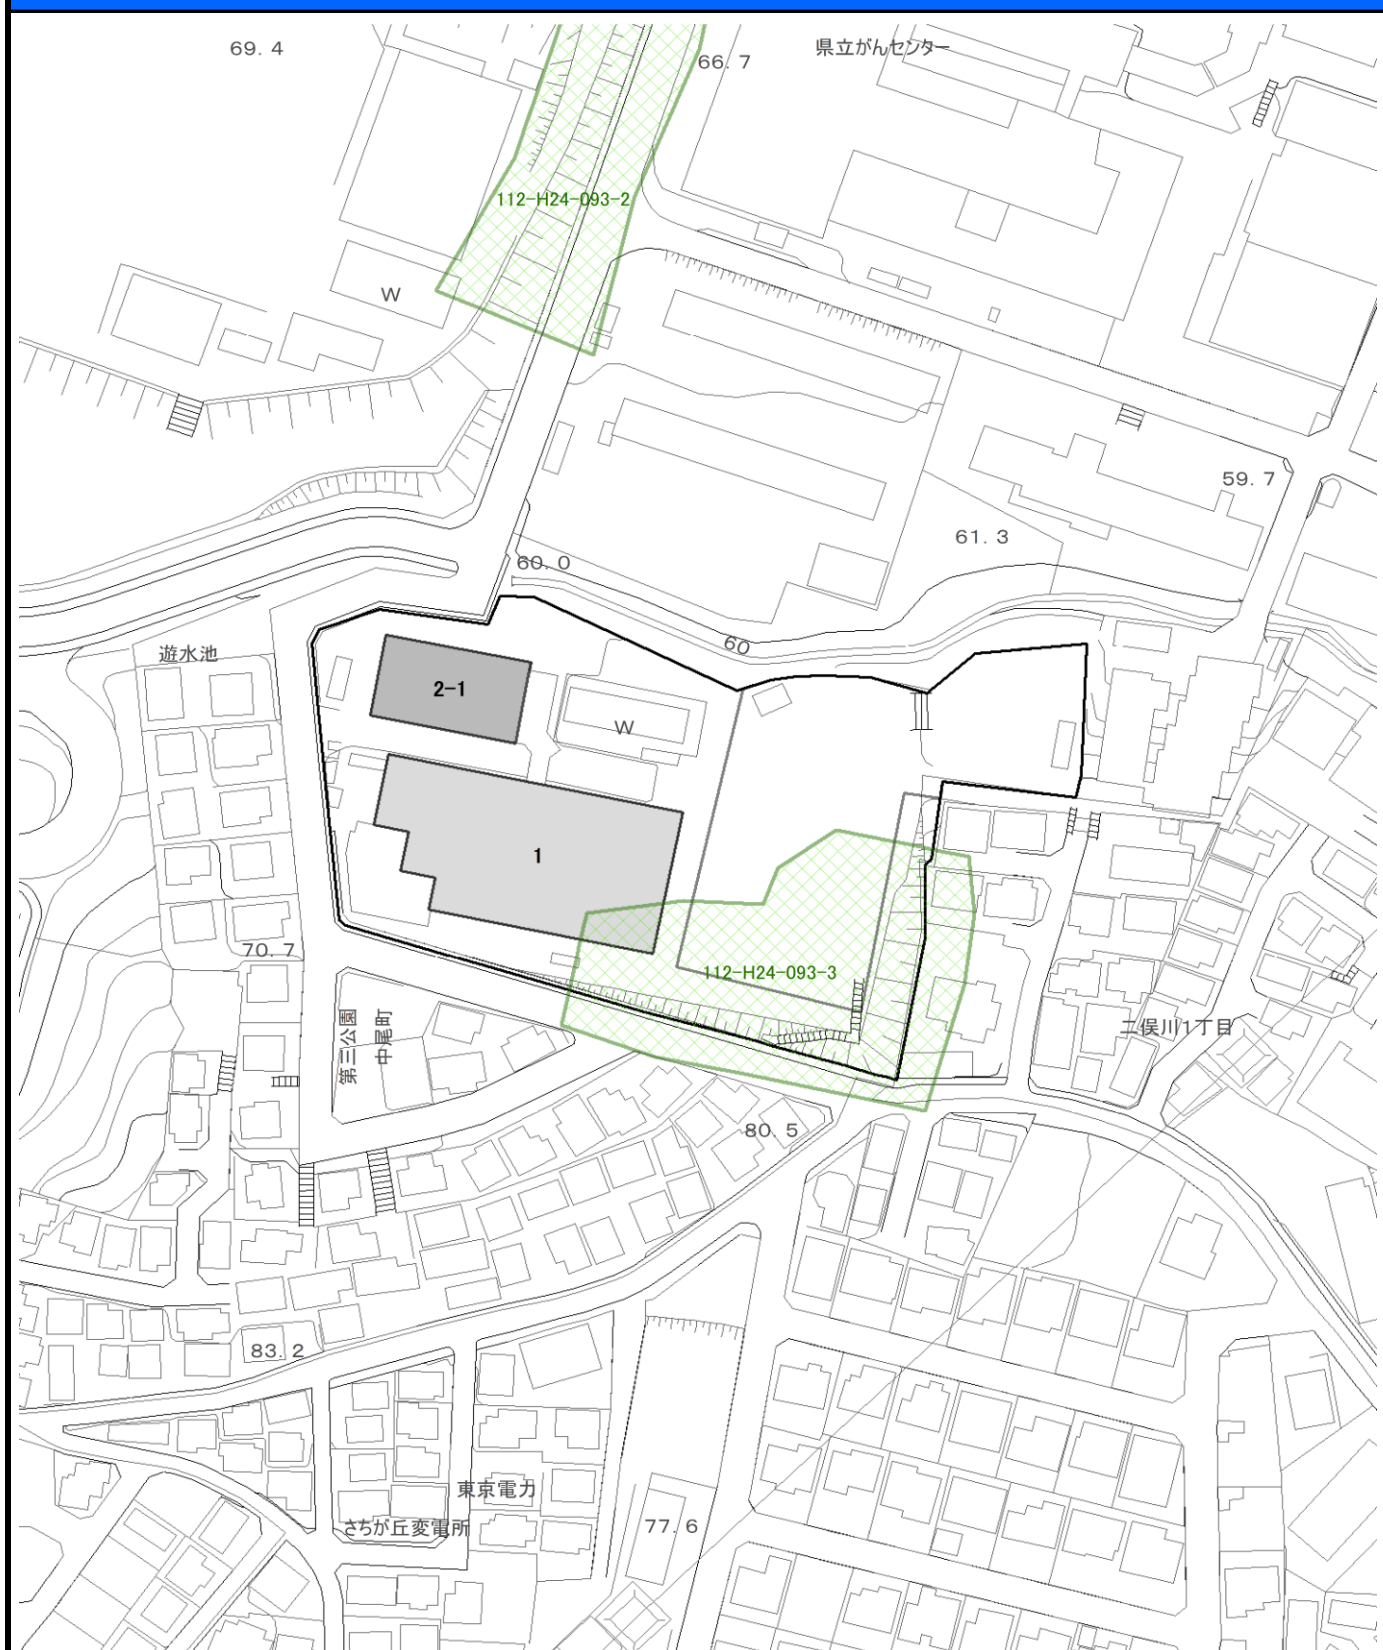 69.4
66.7
県立がんセンター
112-H24-093-2
W
59.7
61.3
60.0
60
遊水池
2-1
W
1
70.7
112-H24-093-3
第三公園
中尾町
二俣川1丁目
80.5
83.2
東京電力
さちが丘変電所
77.6